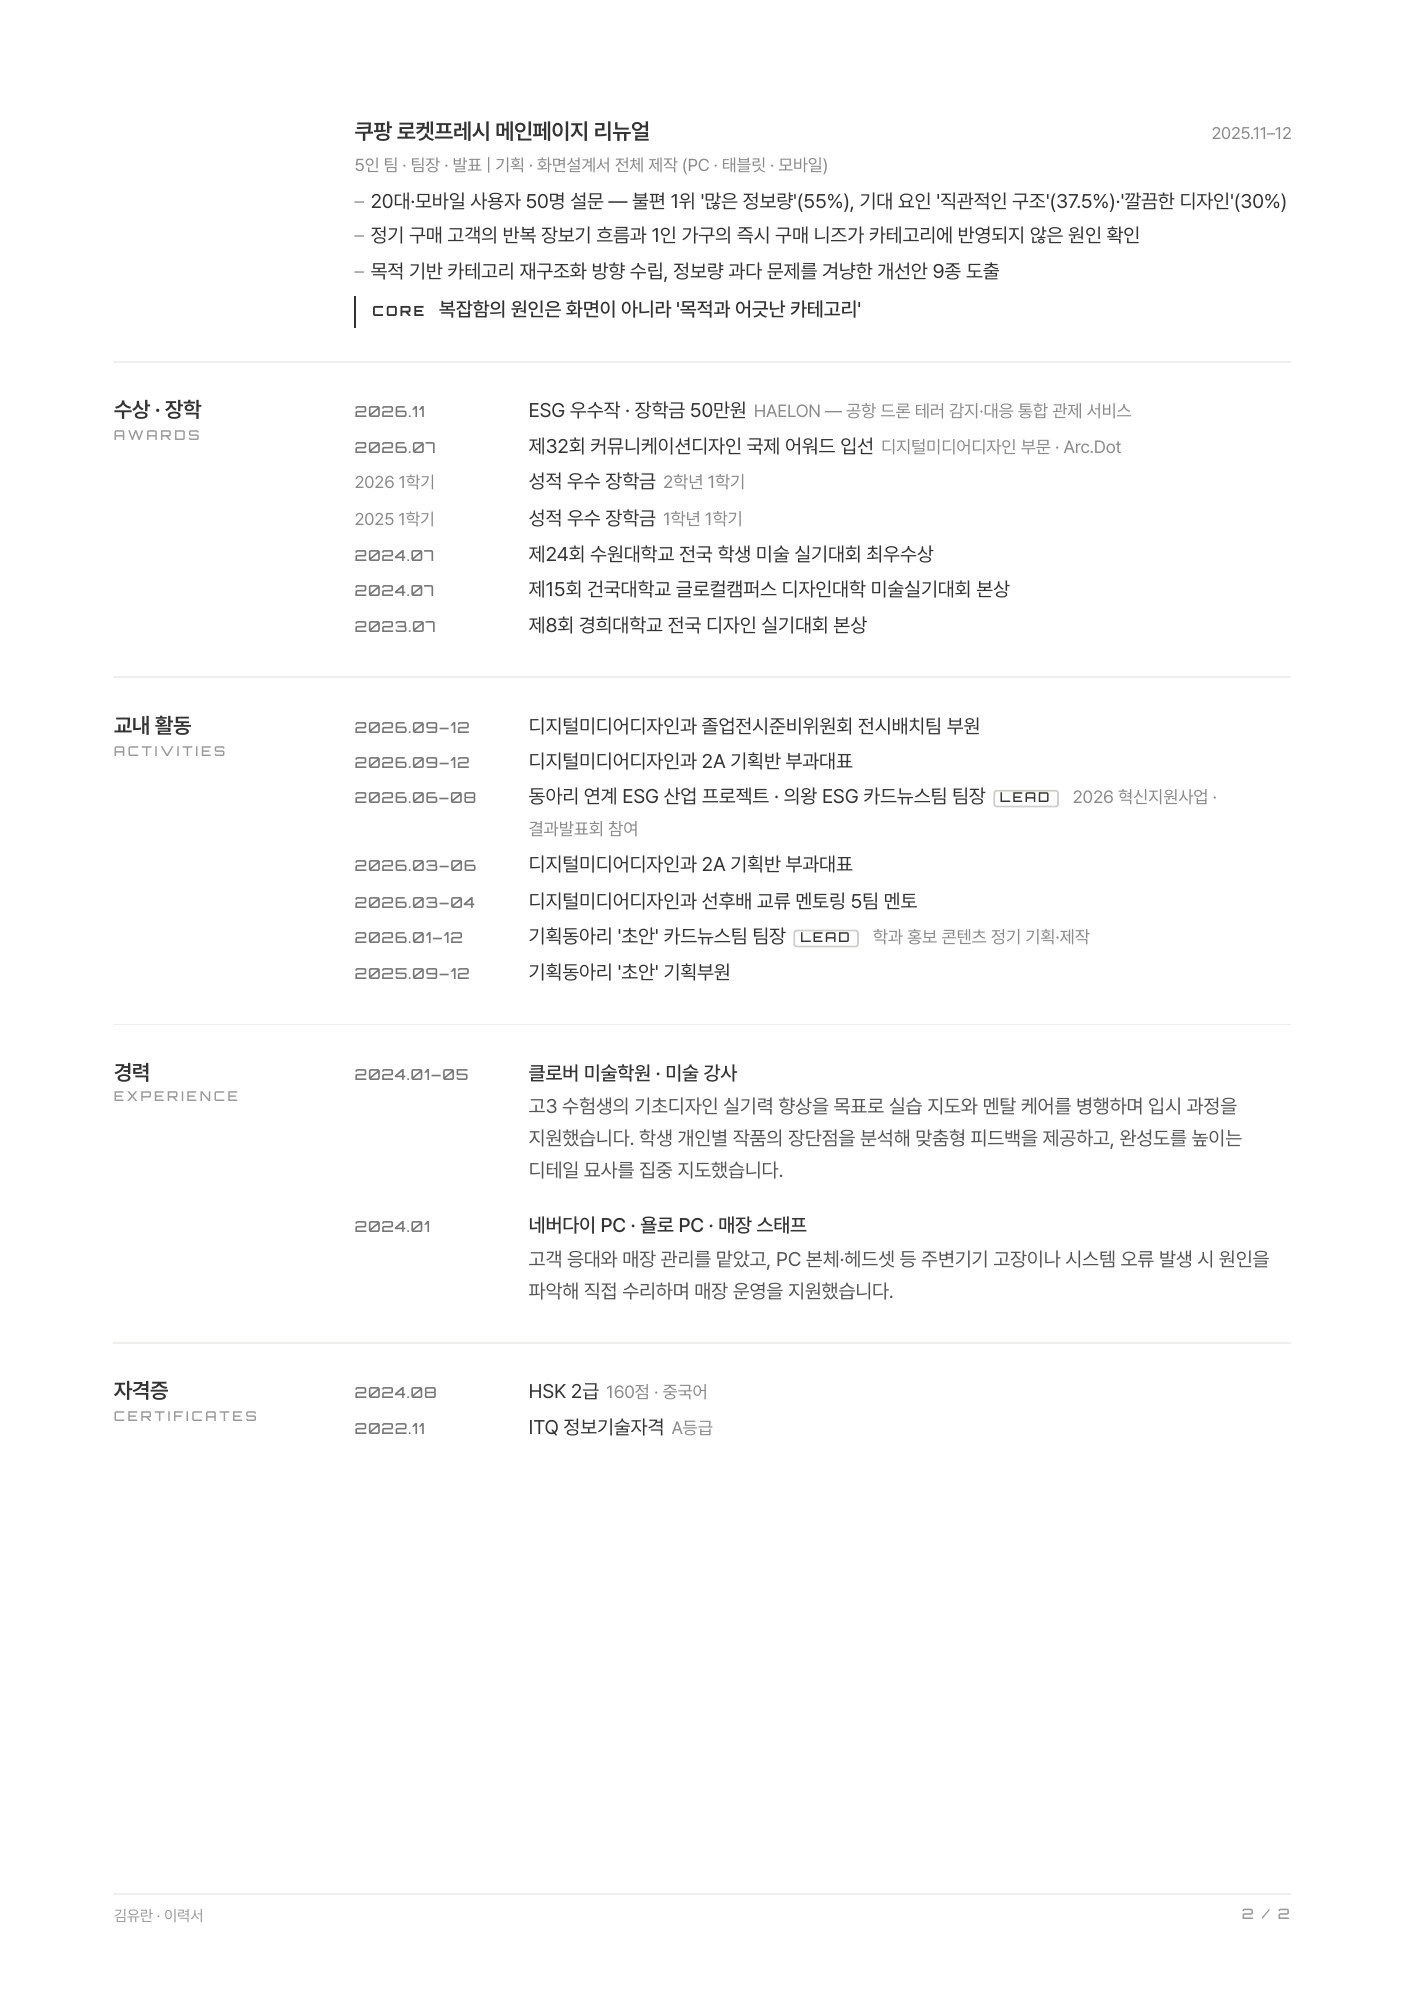 쿠팡 로켓프레시 메인페이지 리뉴얼 2025.11–12
5인 팀 · 팀장 · 발표 | 기획 · 화면설계서 전체 제작 (PC · 태블릿 · 모바일)
– 20대·모바일 사용자 50명 설문 — 불편 1위 '많은 정보량'(55%), 기대 요인 '직관적인 구조'(37.5%)·'깔끔한 디자인'(30%)
– 정기 구매 고객의 반복 장보기 흐름과 1인 가구의 즉시 구매 니즈가 카테고리에 반영되지 않은 원인 확인
– 목적 기반 카테고리 재구조화 방향 수립, 정보량 과다 문제를 겨냥한 개선안 9종 도출
CORE 복잡함의 원인은 화면이 아니라 '목적과 어긋난 카테고리'
수상 · 장학
AWARDS
2026.11 ESG 우수작 · 장학금 50만원 HAELON — 공항 드론 테러 감지·대응 통합 관제 서비스
2026.07 제32회 커뮤니케이션디자인 국제 어워드 입선 디지털미디어디자인 부문 · Arc.Dot
2026 1학기 성적 우수 장학금 2학년 1학기
2025 1학기 성적 우수 장학금 1학년 1학기
2024.07 제24회 수원대학교 전국 학생 미술 실기대회 최우수상
2024.07 제15회 건국대학교 글로컬캠퍼스 디자인대학 미술실기대회 본상
2023.07 제8회 경희대학교 전국 디자인 실기대회 본상
교내 활동
ACTIVITIES
2026.09–12 디지털미디어디자인과 졸업전시준비위원회 전시배치팀 부원
2026.09–12 디지털미디어디자인과 2A 기획반 부과대표
2026.06–08 동아리 연계 ESG 산업 프로젝트 · 의왕 ESG 카드뉴스팀 팀장 LEAD 2026 혁신지원사업 ·
결과발표회 참여
2026.03–06 디지털미디어디자인과 2A 기획반 부과대표
2026.03–04 디지털미디어디자인과 선후배 교류 멘토링 5팀 멘토
2026.01–12 기획동아리 '초안' 카드뉴스팀 팀장 LEAD 학과 홍보 콘텐츠 정기 기획·제작
2025.09–12 기획동아리 '초안' 기획부원
경력
EXPERIENCE
2024.01–05 클로버 미술학원 · 미술 강사
고3 수험생의 기초디자인 실기력 향상을 목표로 실습 지도와 멘탈 케어를 병행하며 입시 과정을
지원했습니다. 학생 개인별 작품의 장단점을 분석해 맞춤형 피드백을 제공하고, 완성도를 높이는
디테일 묘사를 집중 지도했습니다.
2024.01 네버다이 PC · 욜로 PC · 매장 스태프
고객 응대와 매장 관리를 맡았고, PC 본체·헤드셋 등 주변기기 고장이나 시스템 오류 발생 시 원인을
파악해 직접 수리하며 매장 운영을 지원했습니다.
자격증
CERTIFICATES
2024.08 HSK 2급 160점 · 중국어
2022.11 ITQ 정보기술자격 A등급
김유란 · 이력서 2 / 2